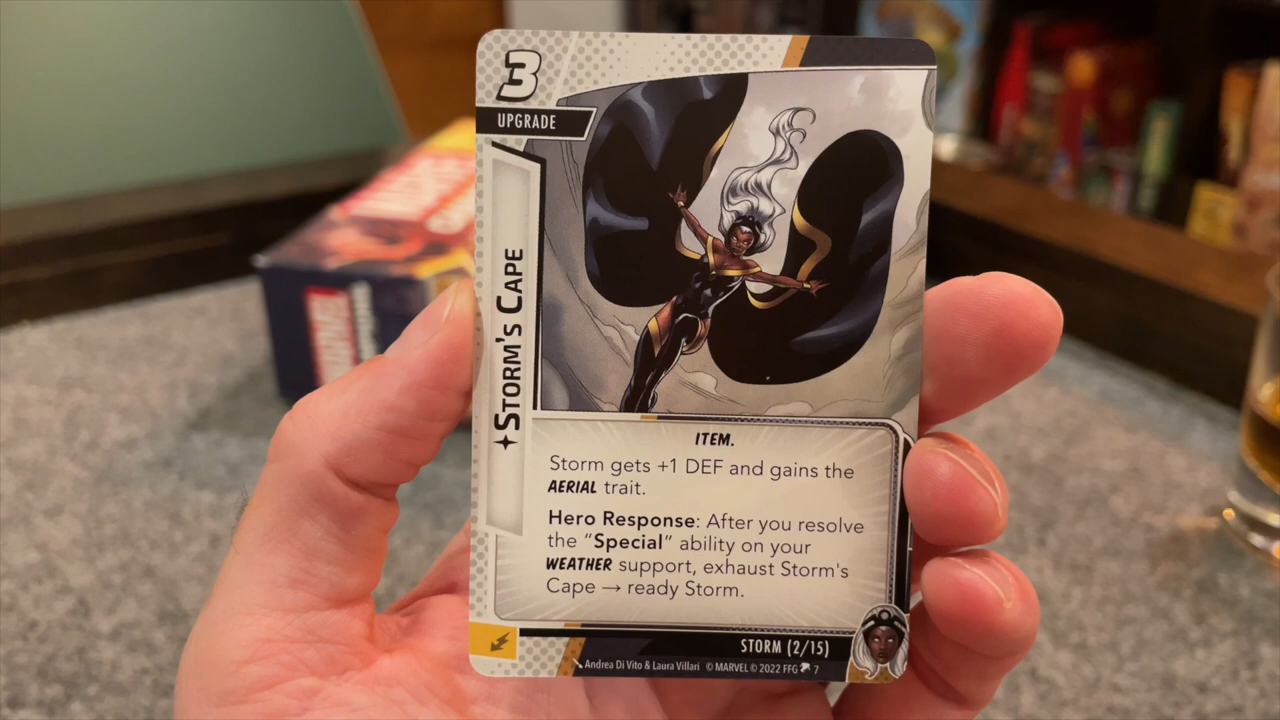 3
UPGRADE
STORM'S CAPE
ITEM.
Storm gets +1 DEF and gains the
AERIAL trait.
Hero Response: After you resolve
the “Special” ability on your
WEATHER support, exhaust Storm's
Cape → ready Storm.
STORM (2/15)
Andrea Di Vito & Laura Villari © MARVEL © 2022 FFG 7
MARVEL